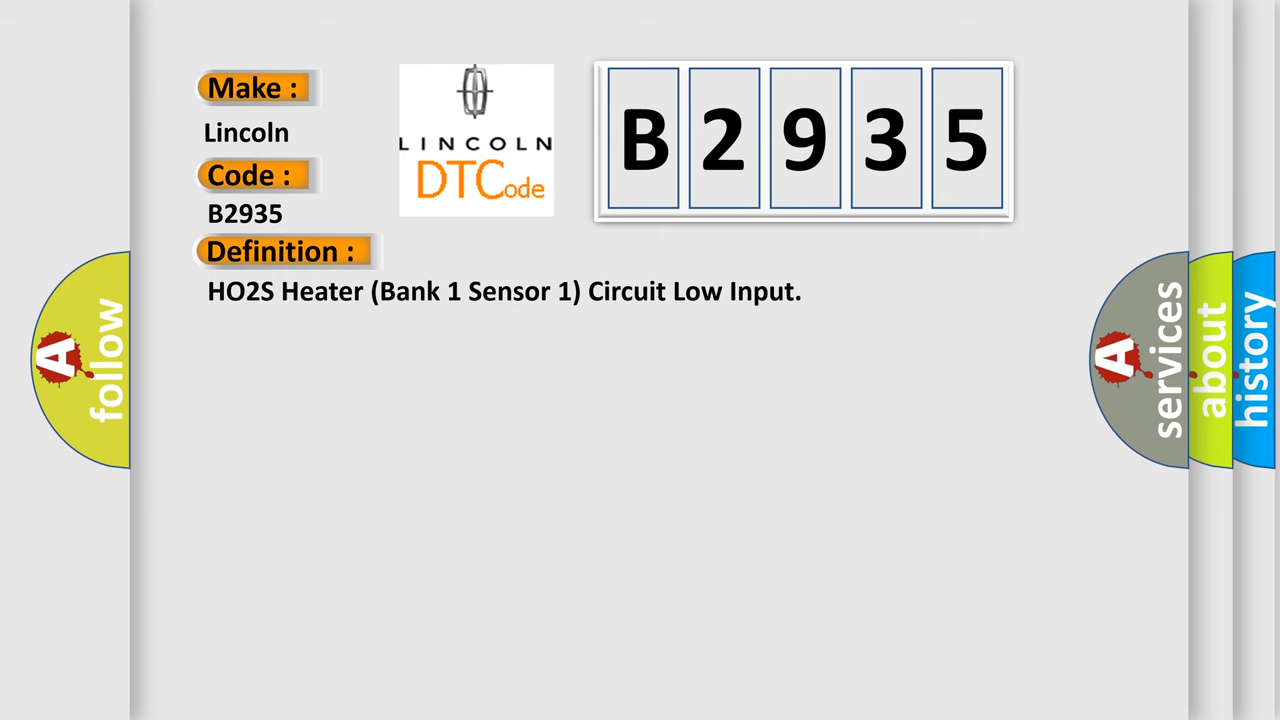 Make :
Lincoln
Code :
B2935
Definition :
HO2S Heater (Bank 1 Sensor 1) Circuit Low Input.
LINCOLN
DTCode
B 2 9 3 5
A follow
A services
about
history